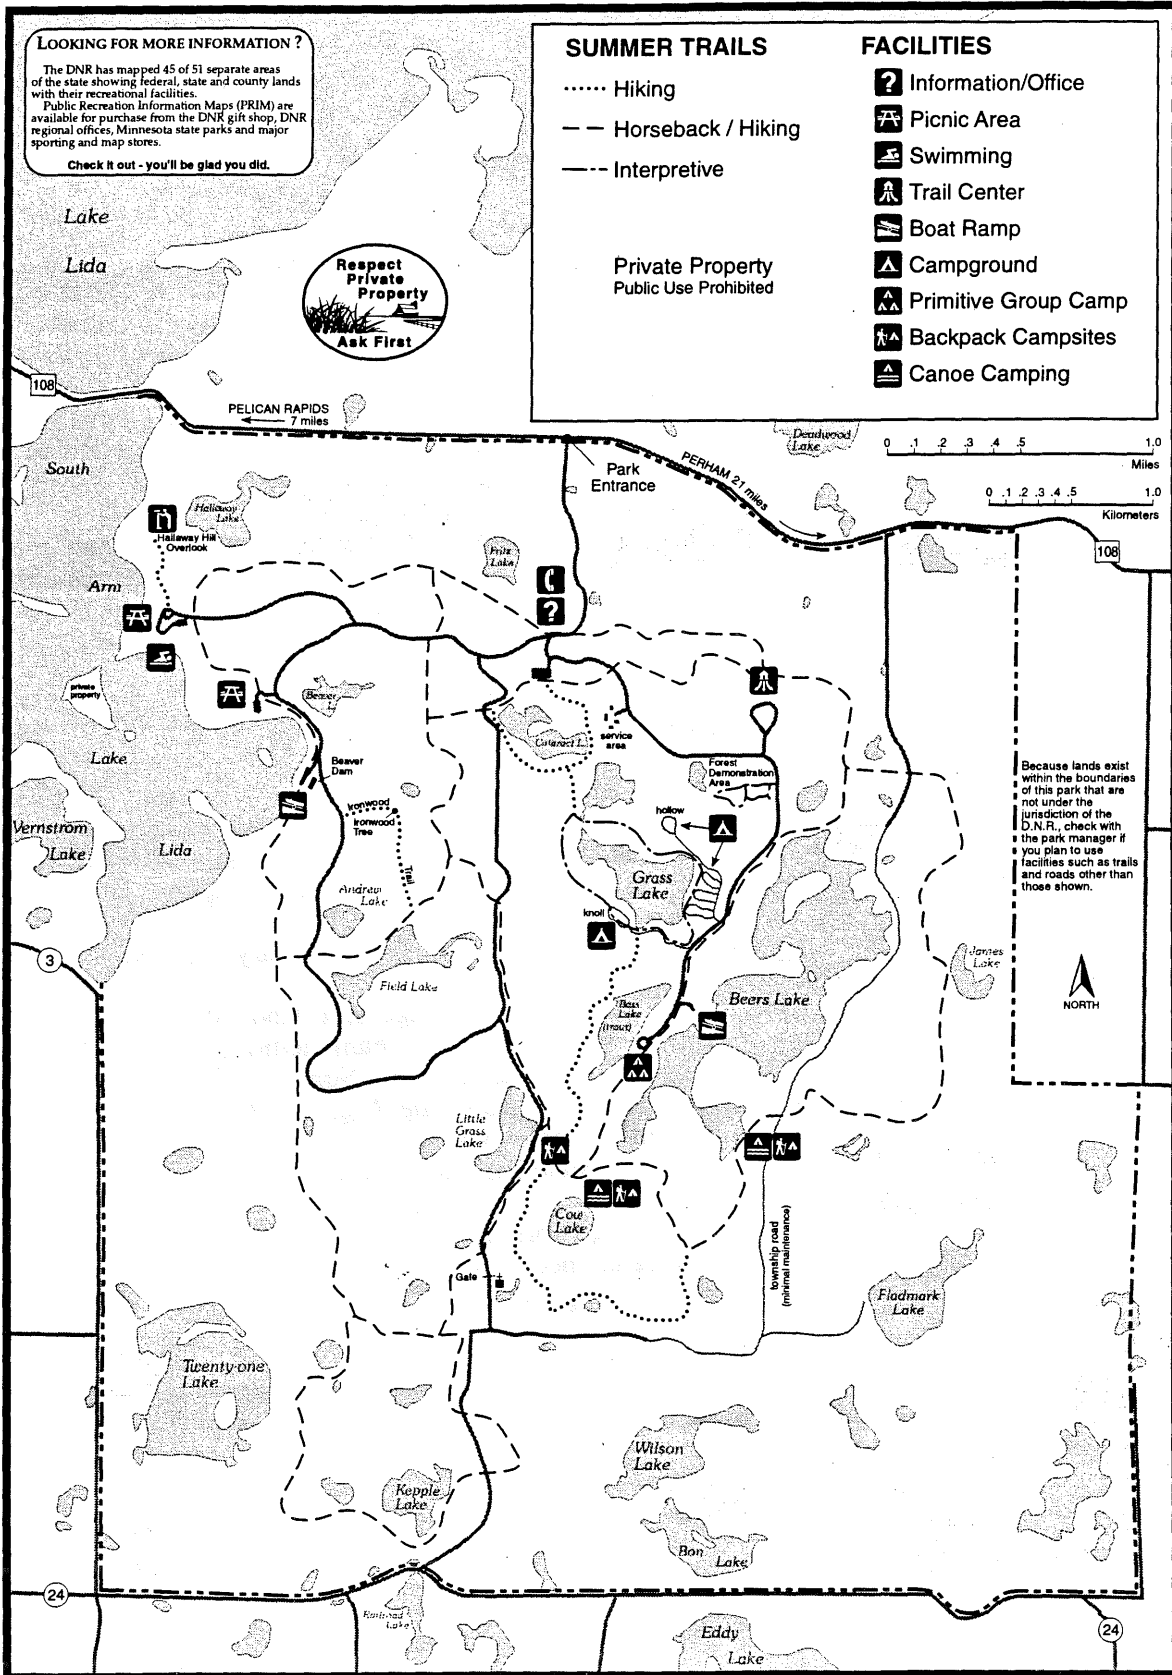 LOOKING FOR MORE INFORMATION ?
The DNR has mapped 45 of 51 separate areas
of the state showing federal, state and county lands
with their recreational facilities.
Public Recreation Information Maps (PRIM) are
available for purchase from the DNR gift shop, DNR
regional offices, Minnesota state parks and major
sporting and map stores.
Check it out - you'll be glad you did.
SUMMER TRAILS
Hiking
Horseback / Hiking
Interpretive
Private Property
Public Use Prohibited
FACILITIES
? Information/Office
Picnic Area
Swimming
Trail Center
Boat Ramp
Campground
Primitive Group Camp
Backpack Campsites
Canoe Camping
Lake
Lida
Respect
Private
Property
Ask First
108
PELICAN RAPIDS
7 miles
Deadwood
Lake
0 .1 .2 .3 .4 .5 1.0
Miles
0 .1 .2 .3 .4 .5 1.0
Kilometers
Park
Entrance
PERHAM 21 miles
108
South
Arm
Hallaway
Lake
Hallaway Hill
Overlook
Fritz
Lake
?
private
property
Beaver
L.
Cataract L.
service
area
Lake
Beaver
Dam
Forest
Demonstration
Area
hollow
Ironwood
Ironwood
Tree
Trail
Vernstrom
Lake
Lida
Andrew
Lake
Grass
Lake
knoll
Because lands exist
within the boundaries
of this park that are
not under the
jurisdiction of the
D.N.R., check with
the park manager if
you plan to use
facilities such as trails
and roads other than
those shown.
3
Field Lake
Bass
Lake
(trout)
Beers Lake
James
Lake
NORTH
Little
Grass
Lake
Cow
Lake
Gate
township road
(minimal maintenance)
Fladmark
Lake
Twenty-one
Lake
Wilson
Lake
Kepple
Lake
Bon Lake
24
Railroad
Lake
Eddy
Lake
24